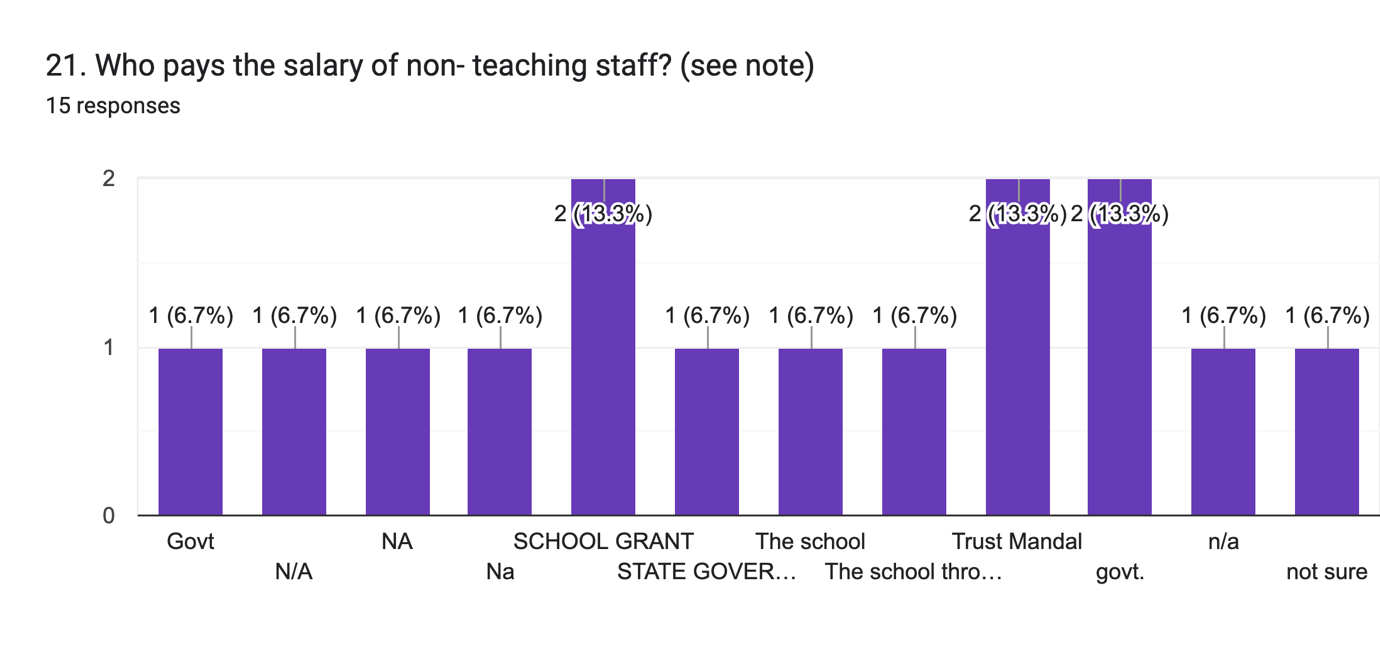 21. Who pays the salary of non- teaching staff? (see note)
15 responses
2
2 (13.3%) 2 (13.3%) 2 (13.3%)
1 (6.7%) 1 (6.7%) 1 (6.7%) 1 (6.7%) 1 (6.7%) 1 (6.7%) 1 (6.7%) 1 (6.7%) 1 (6.7%)
1
0
Govt NA SCHOOL GRANT The school Trust Mandal n/a
N/A Na STATE GOVER... The school thro... govt. not sure